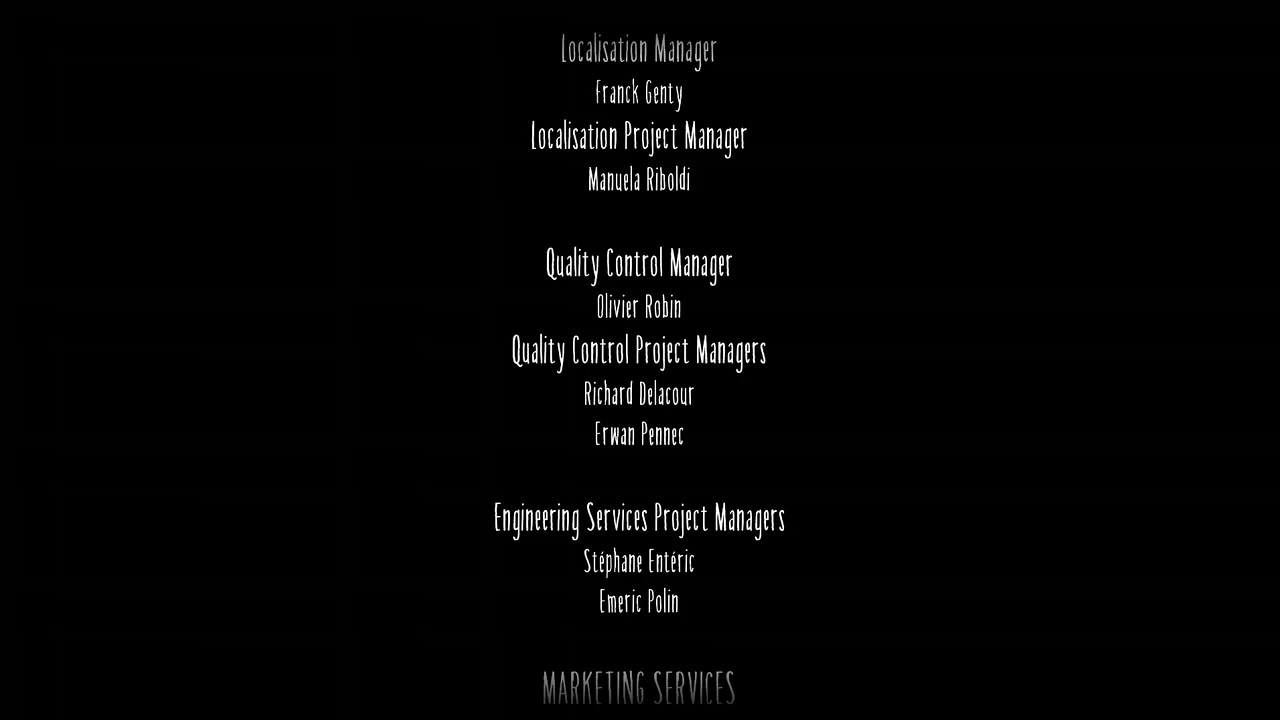 Localisation Manager
Franck Genty
Localisation Project Manager
Manuela Riboldi
Quality Control Manager
Olivier Robin
Quality Control Project Managers
Richard Delacour
Erwan Pennec
Engineering Services Project Managers
Stéphane Entéric
Emeric Polin
MARKETING SERVICES